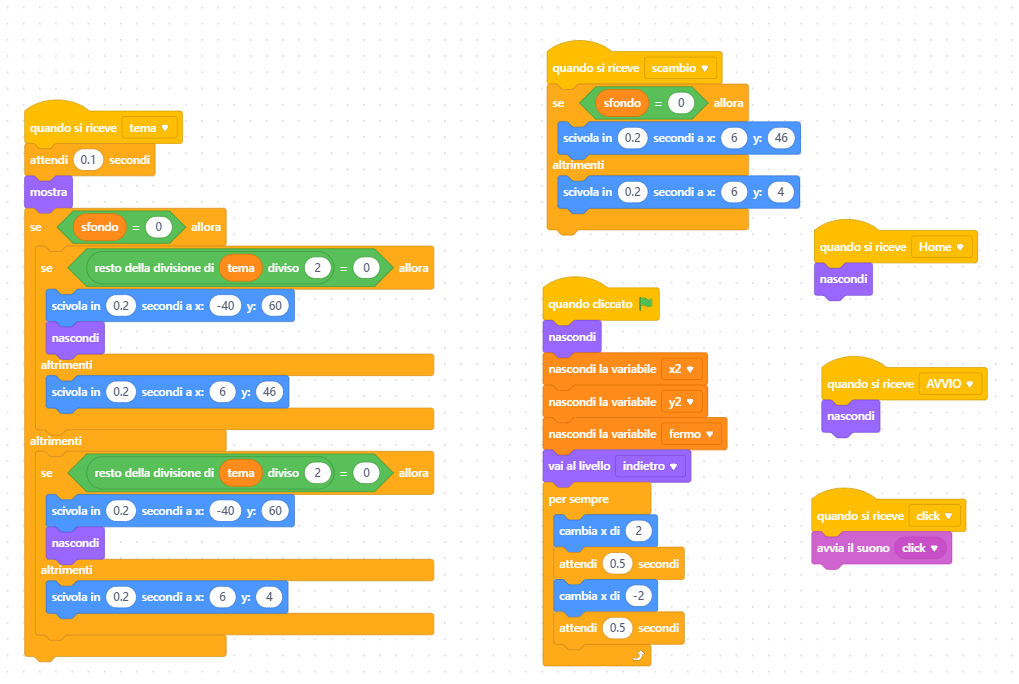 quando si riceve tema
attendi 0.1 secondi
mostra
se sfondo = 0 allora
se resto della divisione di tema diviso 2 = 0 allora
scivola in 0.2 secondi a x: -40 y: 60
nascondi
altrimenti
scivola in 0.2 secondi a x: 6 y: 46
altrimenti
se resto della divisione di tema diviso 2 = 0 allora
scivola in 0.2 secondi a x: -40 y: 60
nascondi
altrimenti
scivola in 0.2 secondi a x: 6 y: 4
quando si riceve scambio
se sfondo = 0 allora
scivola in 0.2 secondi a x: 6 y: 46
altrimenti
scivola in 0.2 secondi a x: 6 y: 4
quando cliccato
nascondi
nascondi la variabile x2
nascondi la variabile y2
nascondi la variabile fermo
vai al livello indietro
per sempre
cambia x di 2
attendi 0.5 secondi
cambia x di -2
attendi 0.5 secondi
quando si riceve Home
nascondi
quando si riceve AVVIO
nascondi
quando si riceve click
avvia il suono click